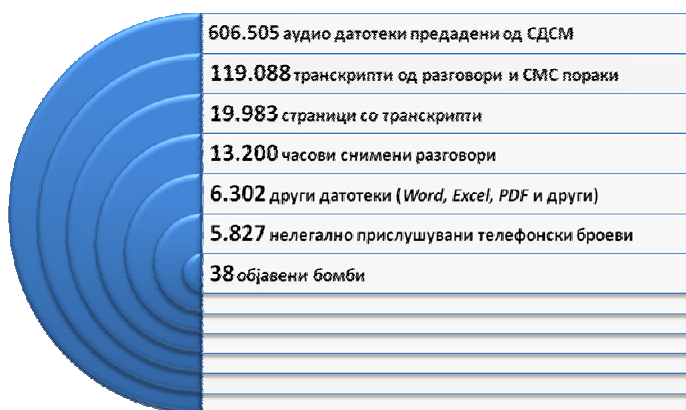 606.505 аудио датотеки предадени од СДСМ
119.088 транскрипти од разговори и СМС пораки
19.983 страници со транскрипти
13.200 часови снимени разговори
6.302 други датотеки (Word, Excel, PDF и други)
5.827 нелегално прислушувани телефонски броеви
38 објавени бомби